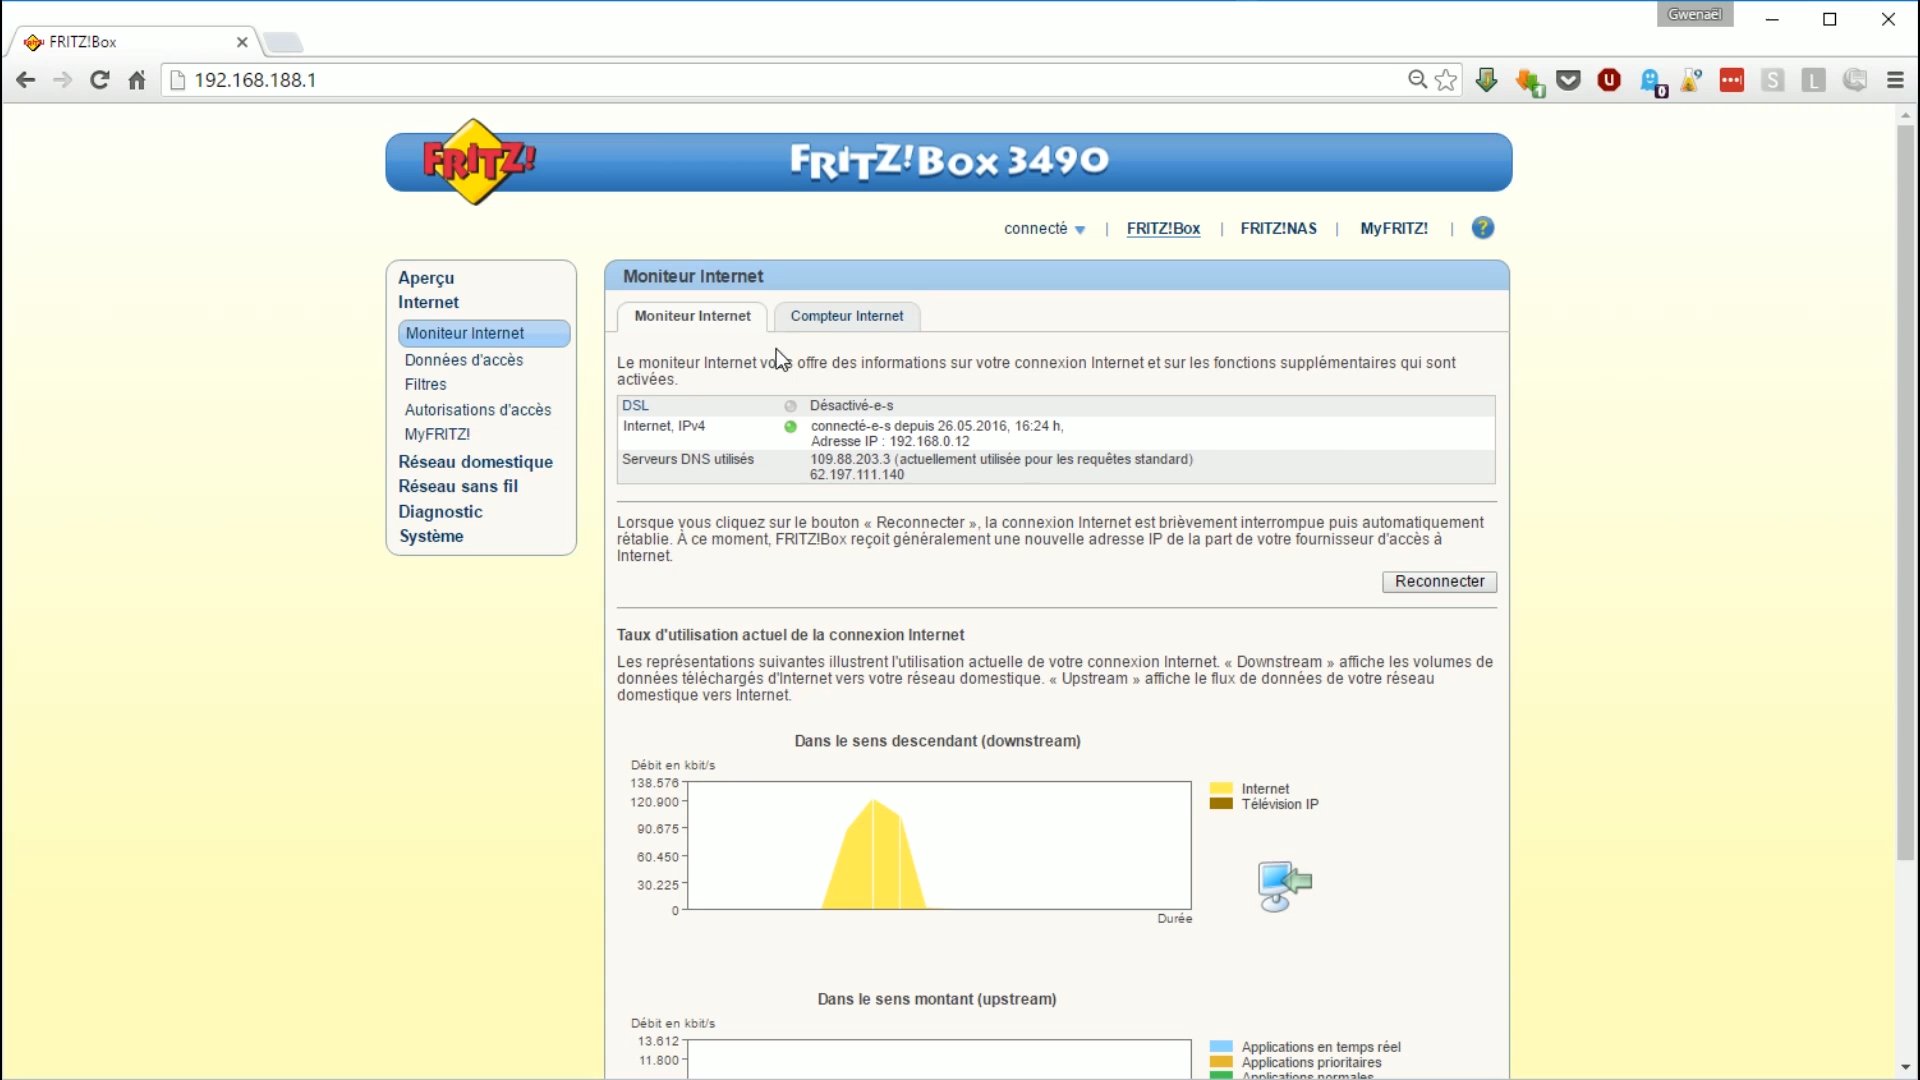 Gwenaël
FRITZ!Box
192.168.188.1
FRITZ!
FRITZ!Box 3490
connecté | FRITZ!Box | FRITZ!NAS | MyFRITZ! | ?
Aperçu
Internet
Moniteur Internet
Données d'accès
Filtres
Autorisations d'accès
MyFRITZ!
Réseau domestique
Réseau sans fil
Diagnostic
Système
Moniteur Internet
Moniteur Internet
Compteur Internet
Le moniteur Internet vous offre des informations sur votre connexion Internet et sur les fonctions supplémentaires qui sont
activées.
DSL Désactivé-e-s
Internet, IPv4 connecté-e-s depuis 26.05.2016, 16:24 h,
Adresse IP : 192.168.0.12
Serveurs DNS utilisés 109.88.203.3 (actuellement utilisée pour les requêtes standard)
62.197.111.140
Lorsque vous cliquez sur le bouton « Reconnecter », la connexion Internet est brièvement interrompue puis automatiquement
rétablie. À ce moment, FRITZ!Box reçoit généralement une nouvelle adresse IP de la part de votre fournisseur d'accès à
Internet.
Reconnecter
Taux d'utilisation actuel de la connexion Internet
Les représentations suivantes illustrent l'utilisation actuelle de votre connexion Internet. « Downstream » affiche les volumes de
données téléchargés d'Internet vers votre réseau domestique. « Upstream » affiche le flux de données de votre réseau
domestique vers Internet.
Dans le sens descendant (downstream)
Débit en kbit/s
138.576
120.900
90.675
60.450
30.225
0
Durée
Internet
Télévision IP
Dans le sens montant (upstream)
Débit en kbit/s
13.612
11.800
Applications en temps réel
Applications prioritaires
Applications normales